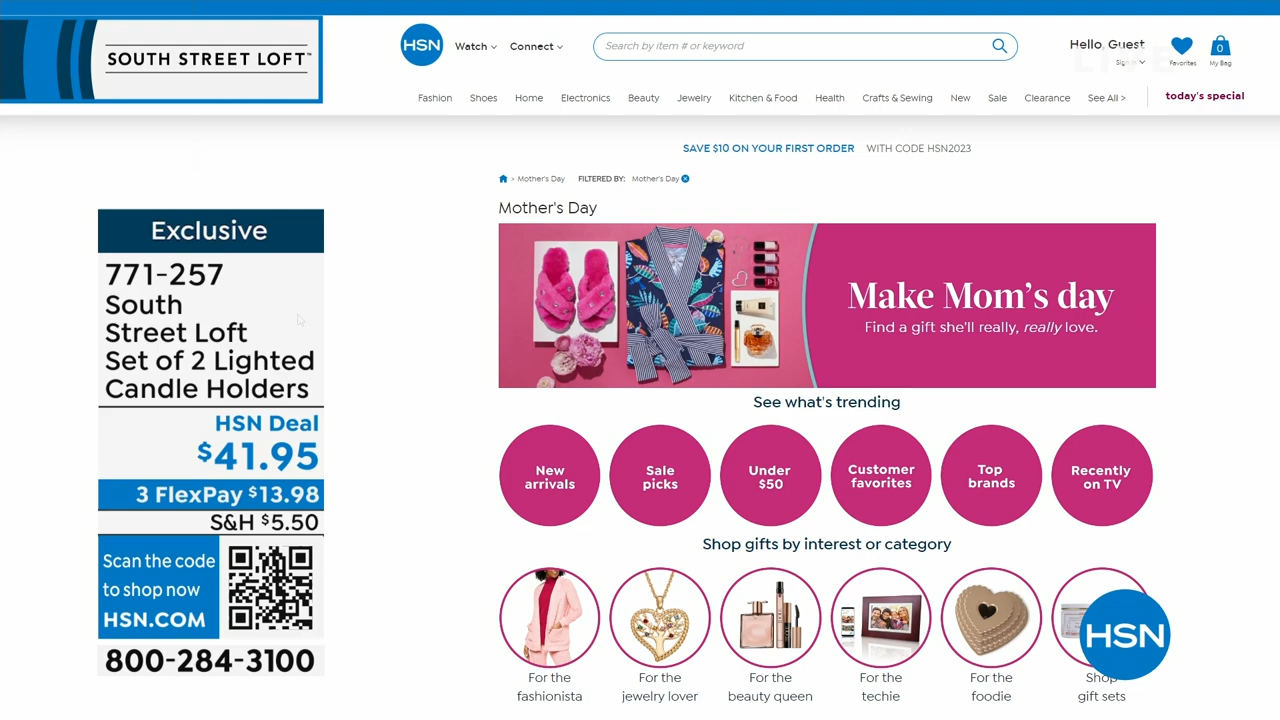 SOUTH STREET LOFT™
HSN
Watch
Connect
Search by item # or keyword
Hello, Guest
Sign In
Favorites
0
My Bag
LIVE
Fashion
Shoes
Home
Electronics
Beauty
Jewelry
Kitchen & Food
Health
Crafts & Sewing
New
Sale
Clearance
See All >
today's special
SAVE $10 ON YOUR FIRST ORDER WITH CODE HSN2023
> Mother's Day FILTERED BY: Mother's Day
Mother's Day
Make Mom's day
Find a gift she'll really, really love.
See what's trending
New
arrivals
Sale
picks
Under
$50
Customer
favorites
Top
brands
Recently
on TV
Shop gifts by interest or category
For the
fashionista
For the
jewelry lover
For the
beauty queen
For the
techie
For the
foodie
Shop
gift sets
HSN
Exclusive
771-257
South
Street Loft
Set of 2 Lighted
Candle Holders
HSN Deal
$41.95
3 FlexPay $13.98
S&H $5.50
Scan the code
to shop now
HSN.COM
800-284-3100